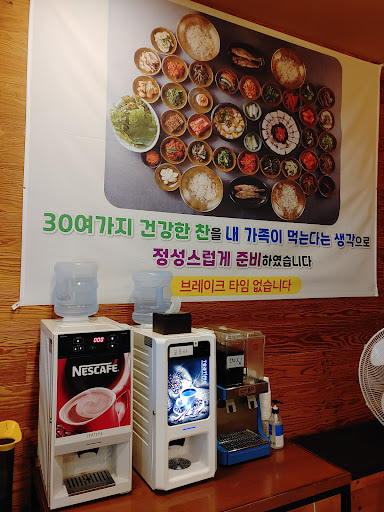 30여가지 건강한 찬을 내 가족이 먹는다는 생각으로
정성스럽게 준비하였습니다
브레이크 타임 없습니다
NESCAFÉ